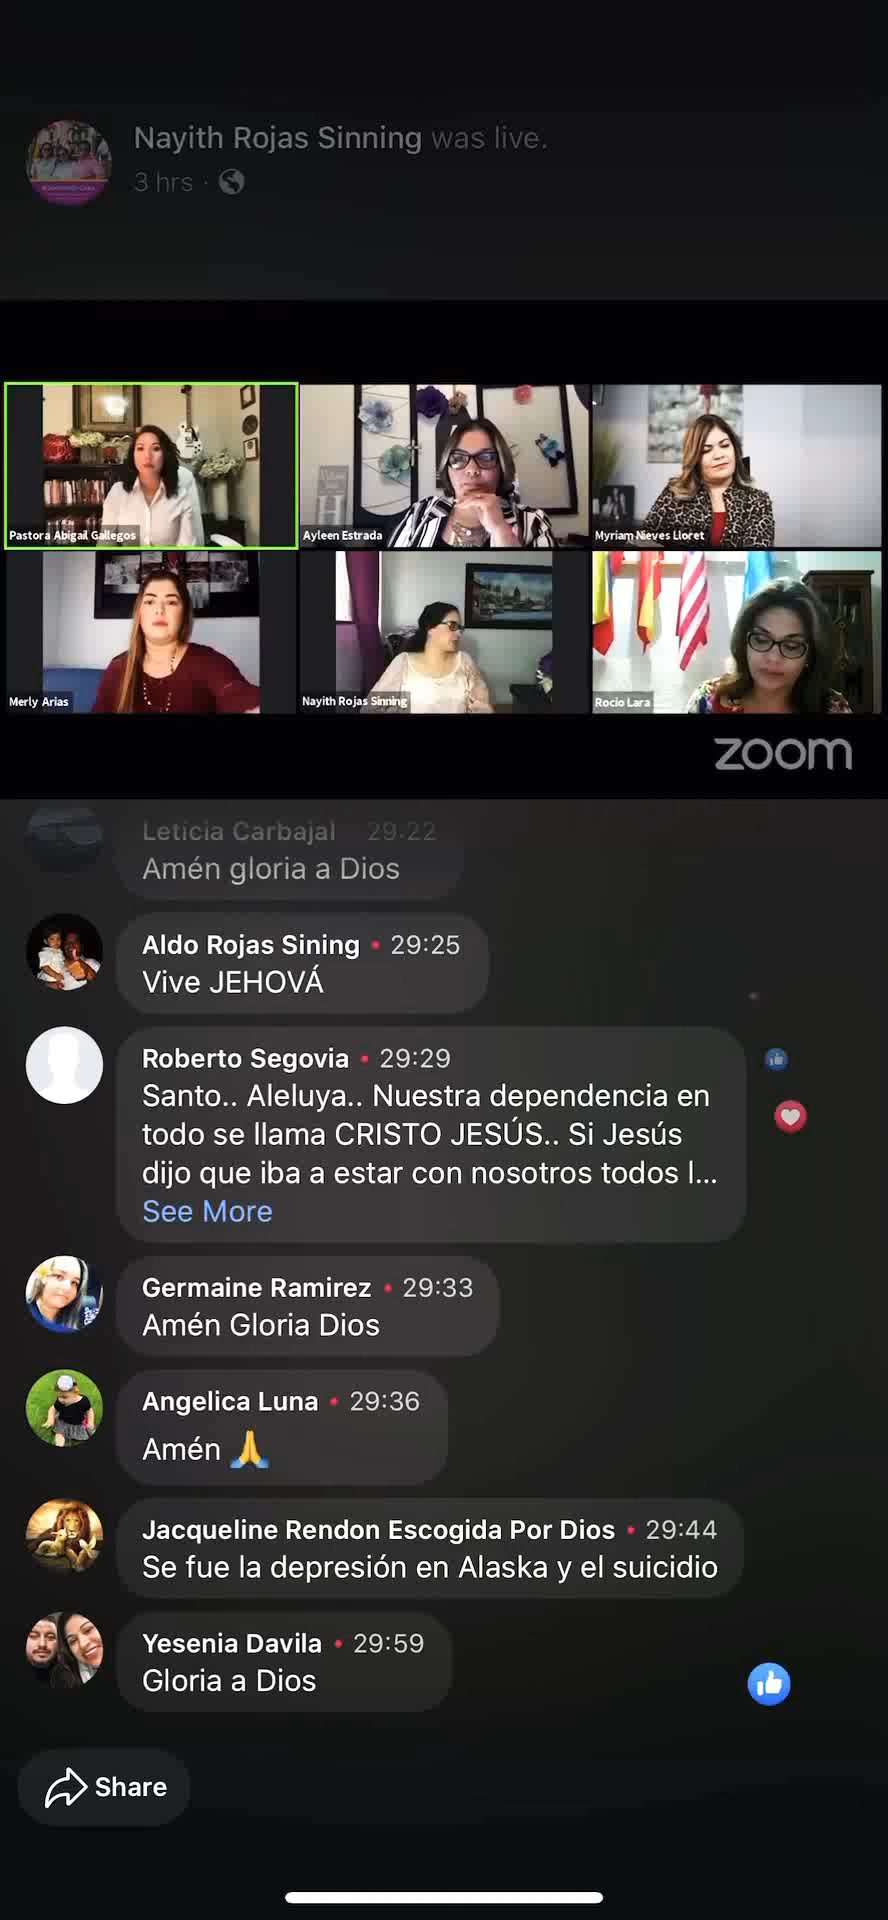 Nayith Rojas Sinning was live.
3 hrs ·
Pastora Abigail Gallegos
Ayleen Estrada
Myriam Nieves Lloret
Merly Arias
Nayith Rojas Sinning
Rocio Lara
zoom
Leticia Carbajal 29:22
Amén gloria a Dios
Aldo Rojas Sining • 29:25
Vive JEHOVÁ
Roberto Segovia • 29:29
Santo.. Aleluya.. Nuestra dependencia en
todo se llama CRISTO JESÚS.. Si Jesús
dijo que iba a estar con nosotros todos l...
See More
Germaine Ramirez • 29:33
Amén Gloria Dios
Angelica Luna • 29:36
Amén 🙏
Jacqueline Rendon Escogida Por Dios • 29:44
Se fue la depresión en Alaska y el suicidio
Yesenia Davila • 29:59
Gloria a Dios
Share